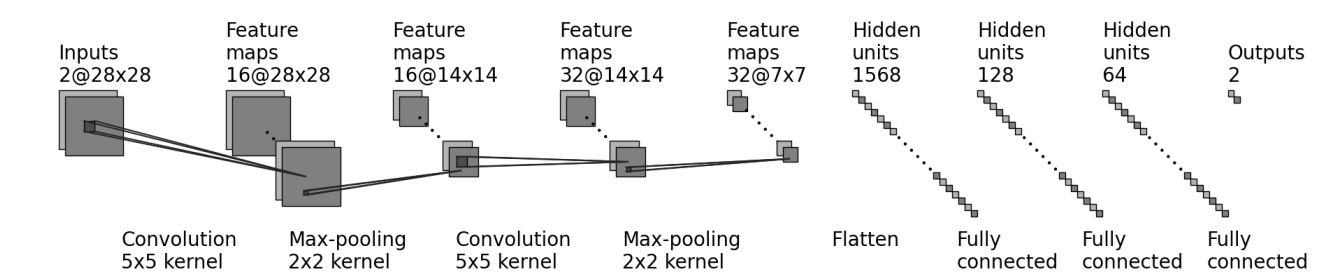 Inputs
2@28x28
Feature
maps
16@28x28
Feature
maps
16@14x14
Feature
maps
32@14x14
Feature
maps
32@7x7
Hidden
units
1568
Hidden
units
128
Hidden
units
64
Outputs
2
Convolution
5x5 kernel
Max-pooling
2x2 kernel
Convolution
5x5 kernel
Max-pooling
2x2 kernel
Flatten
Fully
connected
Fully
connected
Fully
connected